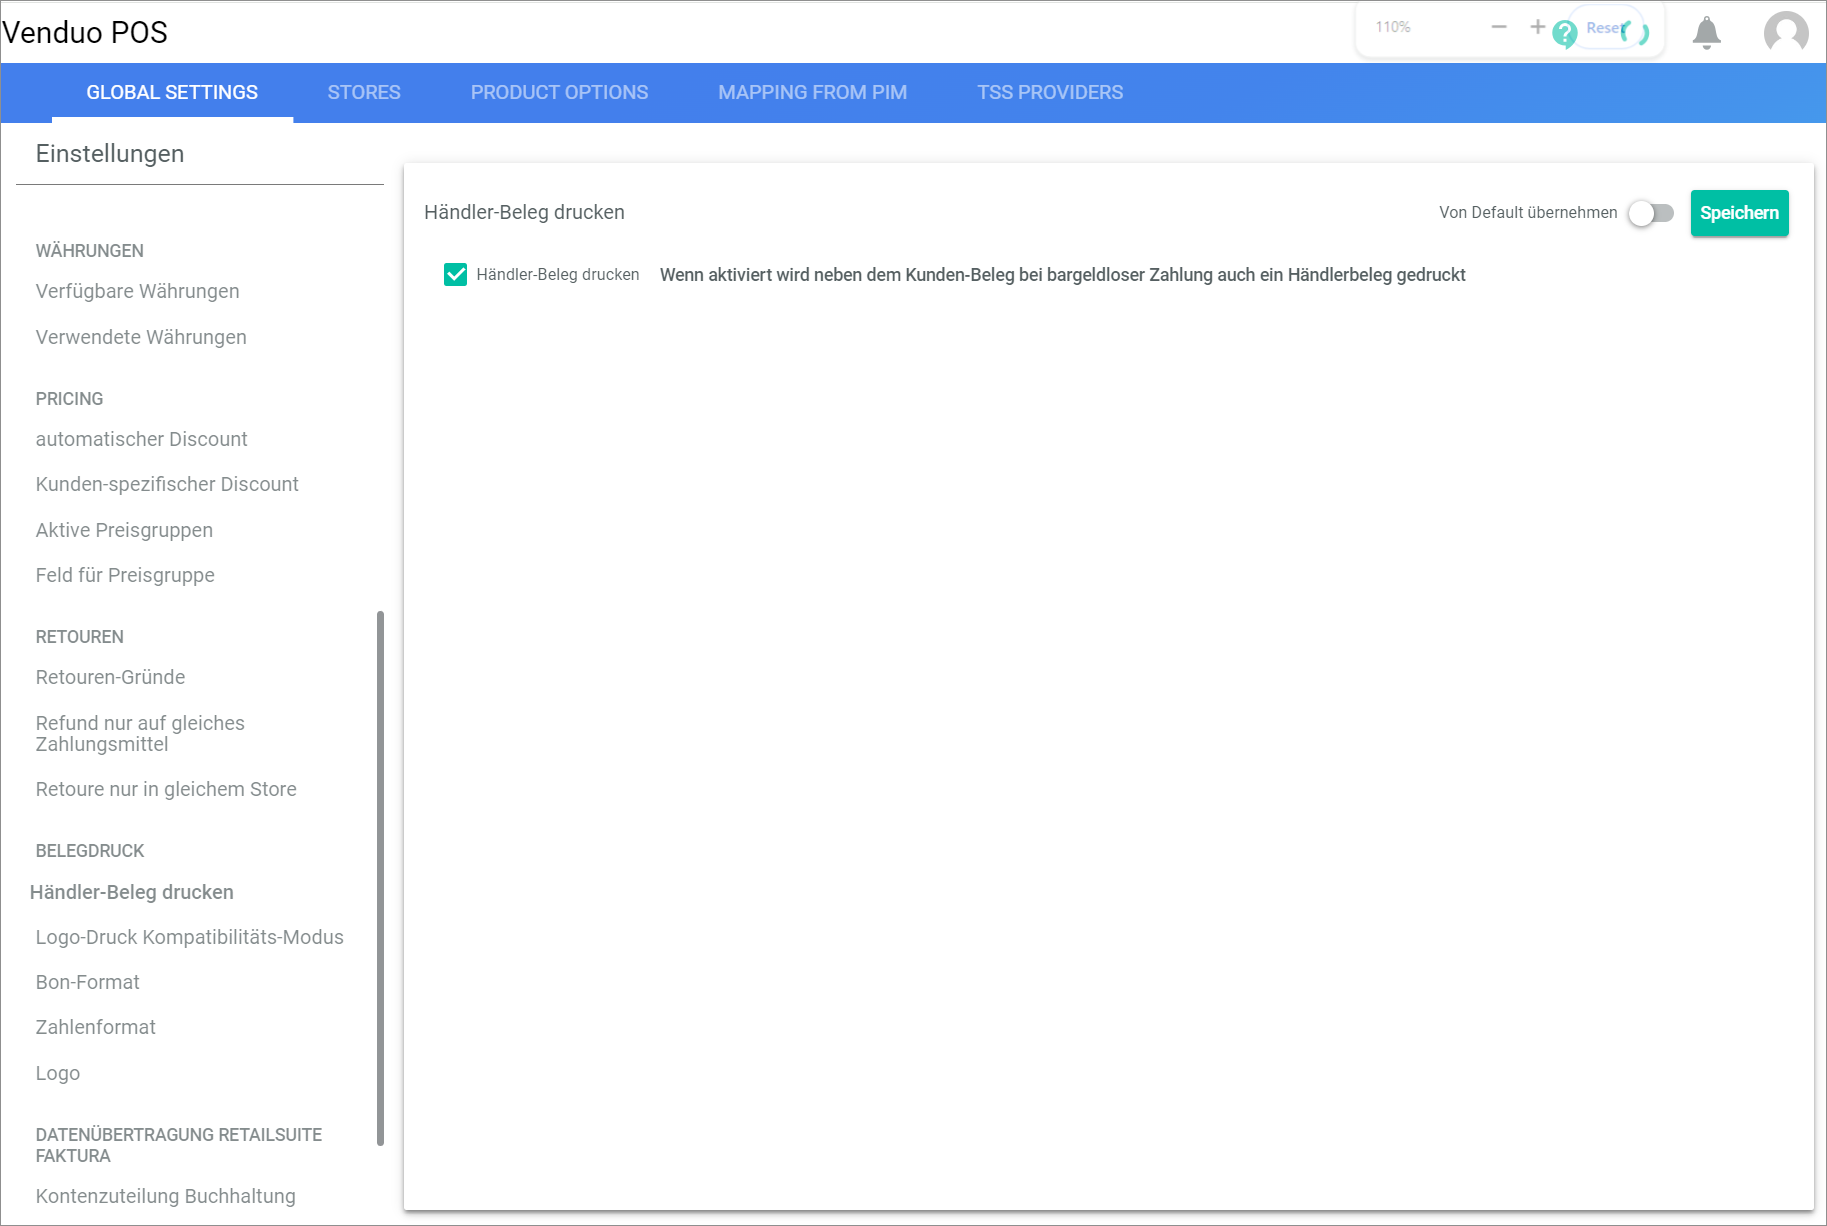 Venduo POS
110%
?
Reset
GLOBAL SETTINGS
STORES
PRODUCT OPTIONS
MAPPING FROM PIM
TSS PROVIDERS
Einstellungen
WÄHRUNGEN
Verfügbare Währungen
Verwendete Währungen
PRICING
automatischer Discount
Kunden-spezifischer Discount
Aktive Preisgruppen
Feld für Preisgruppe
RETOUREN
Retouren-Gründe
Refund nur auf gleiches
Zahlungsmittel
Retoure nur in gleichem Store
BELEGDRUCK
Händler-Beleg drucken
Logo-Druck Kompatibilitäts-Modus
Bon-Format
Zahlenformat
Logo
DATENÜBERTRAGUNG RETAILSUITE
FAKTURA
Kontenzuteilung Buchhaltung
Händler-Beleg drucken
Von Default übernehmen
Speichern
Händler-Beleg drucken
Wenn aktiviert wird neben dem Kunden-Beleg bei bargeldloser Zahlung auch ein Händlerbeleg gedruckt